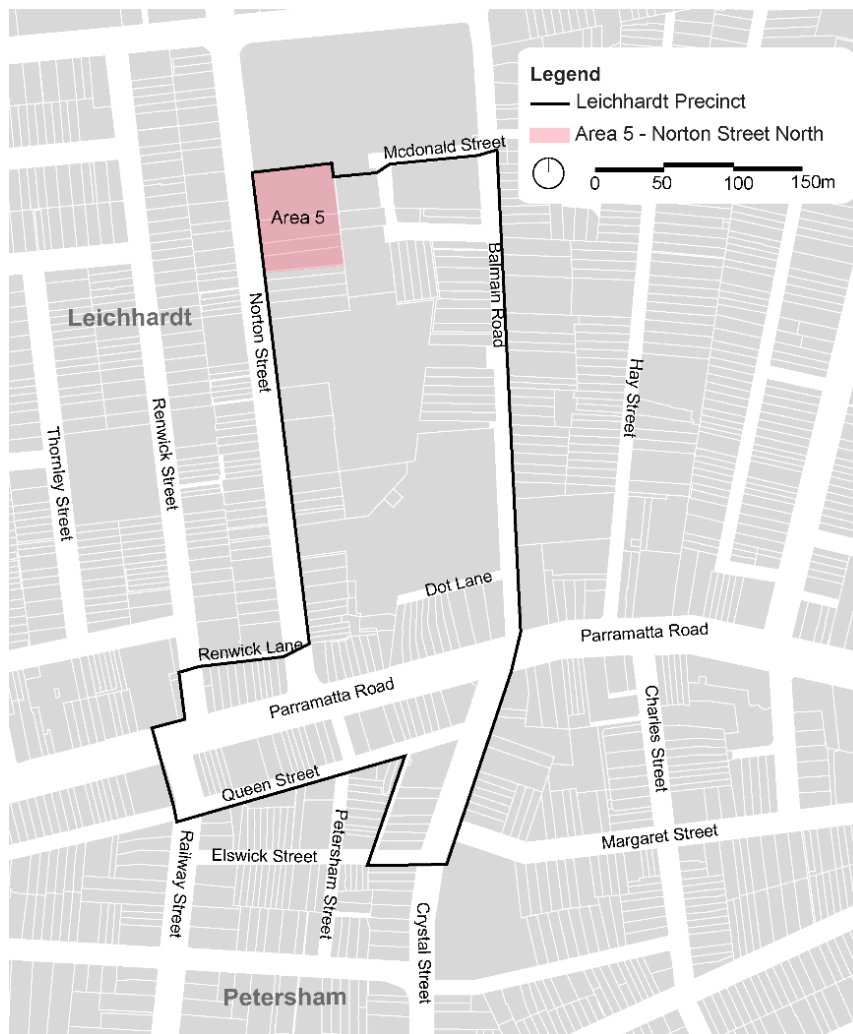 Legend
Leichhardt Precinct
Area 5 - Norton Street North
0 50 100 150m
Mcdonald Street
Area 5
Balmain Road
Leichhardt
Norton Street
Hay Street
Renwick Street
Thornley Street
Dot Lane
Renwick Lane
Parramatta Road
Parramatta Road
Charles Street
Queen Street
Petersham Street
Margaret Street
Elswick Street
Railway Street
Crystal Street
Petersham